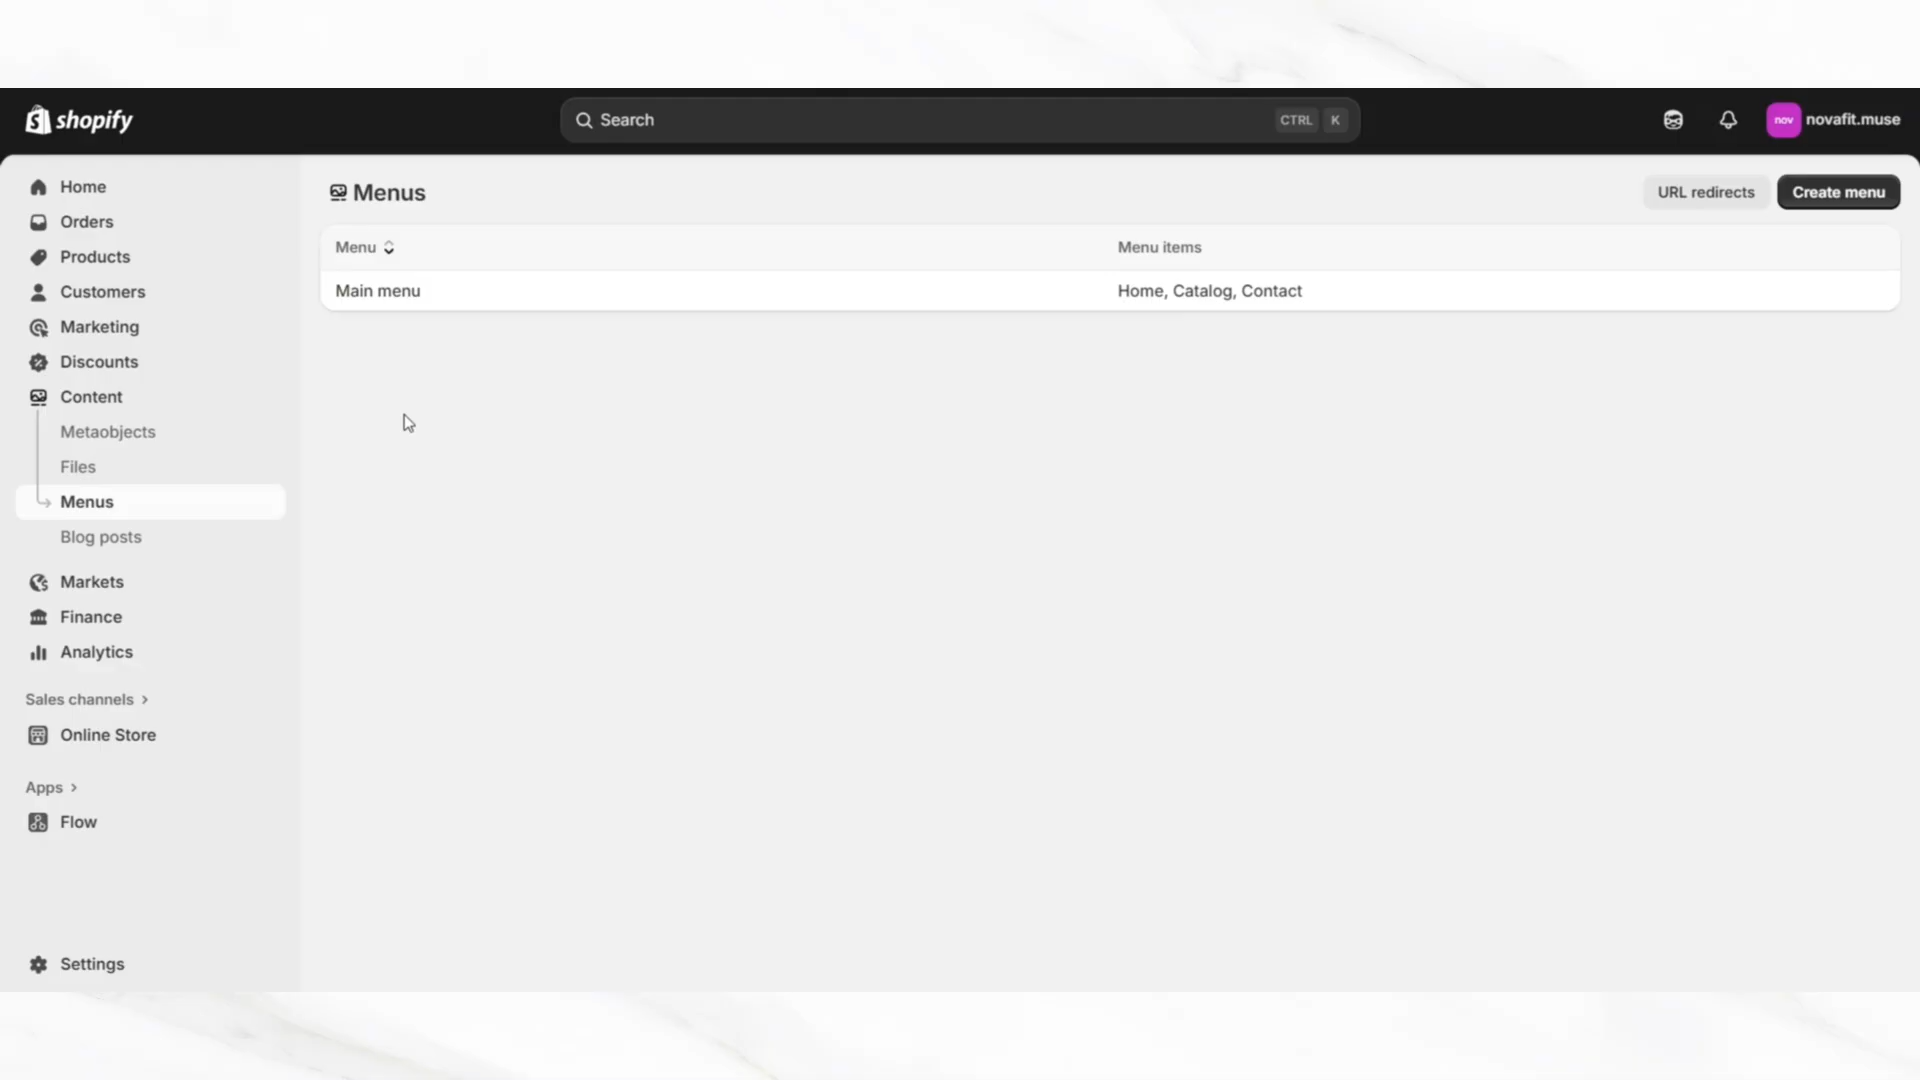 shopify
Search CTRL K
nov novafit.muse
Home
Orders
Products
Customers
Marketing
Discounts
Content
Metaobjects
Files
Menus
Blog posts
Markets
Finance
Analytics
Sales channels
Online Store
Apps
Flow
Settings
Menus
URL redirects Create menu
Menu Menu items
Main menu Home, Catalog, Contact